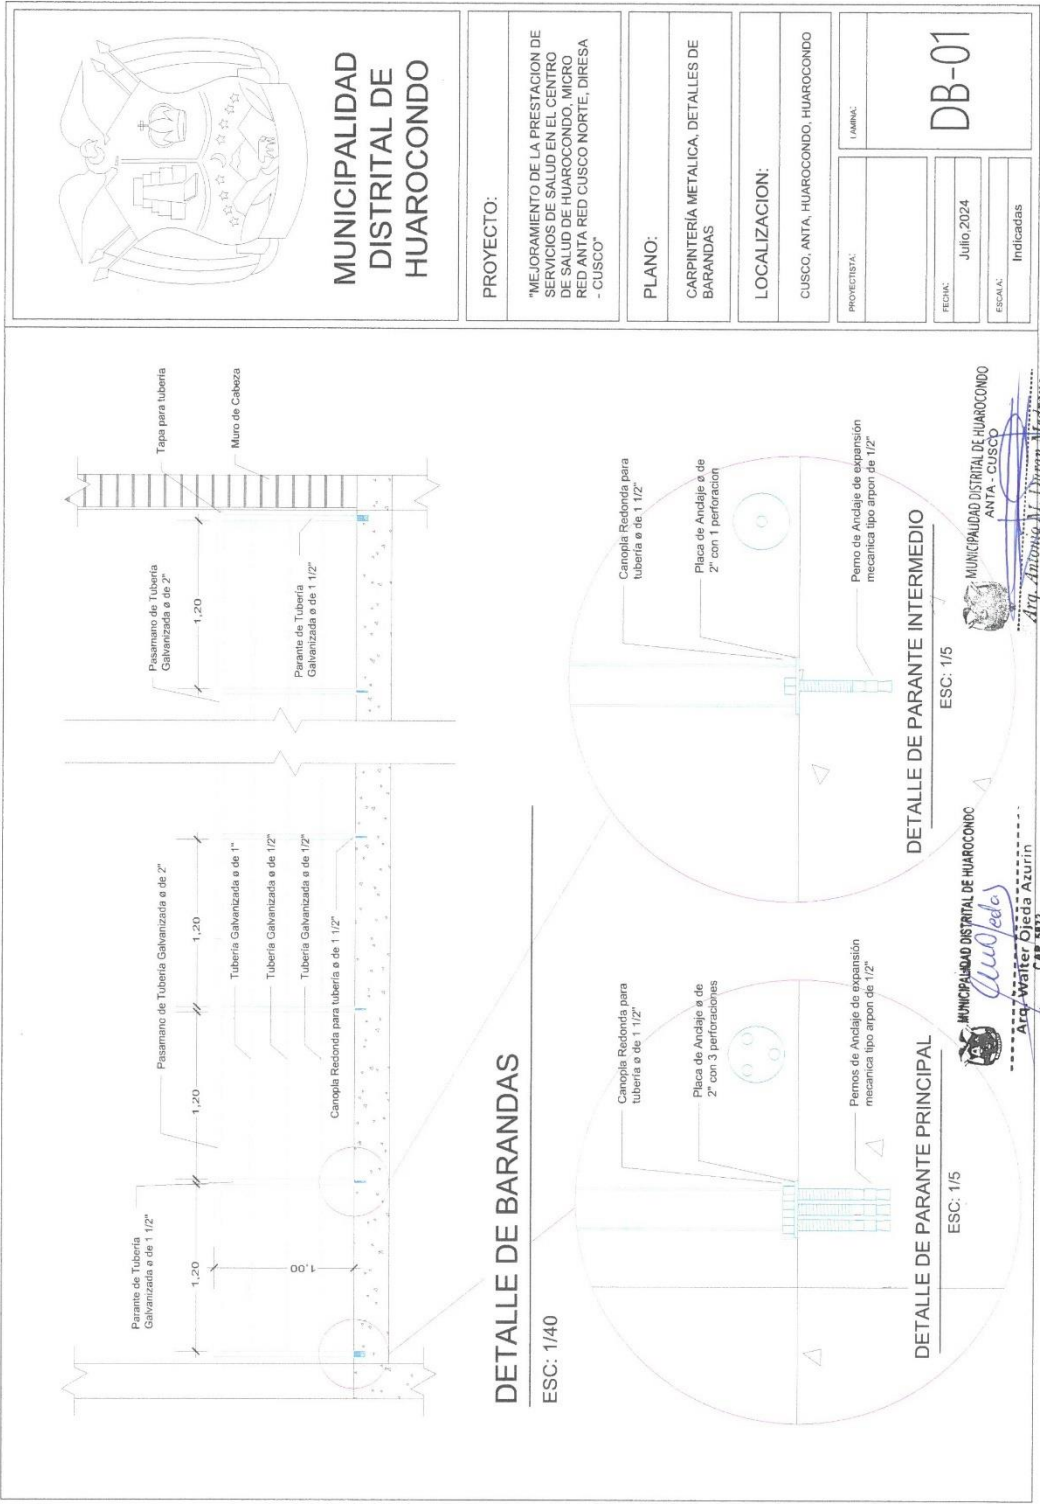 Parante de Tubería
Galvanizada ø de 1 1/2"
Pasamano de Tubería Galvanizada ø de 2"
Pasamano de Tubería
Galvanizada ø de 2"
Tapa para tubería
1,20
1,20
1,20
1,20
1,00
Tubería Galvanizada ø de 1"
Tubería Galvanizada ø de 1/2"
Tubería Galvanizada ø de 1/2"
Canopla Redonda para tubería ø de 1 1/2"
Parante de Tubería
Galvanizada ø de 1 1/2"
Muro de Cabeza
DETALLE DE BARANDAS
ESC: 1/40
Canopla Redonda para
tubería ø de 1 1/2"
Placa de Anclaje ø de
2" con 3 perforaciones
Pernos de Anclaje de expansión
mecanica tipo arpon de 1/2"
DETALLE DE PARANTE PRINCIPAL
ESC: 1/5
Canopla Redonda para
tubería ø de 1 1/2"
Placa de Anclaje ø de
2" con 1 perforacion
Perno de Anclaje de expansión
mecanica tipo arpon de 1/2"
DETALLE DE PARANTE INTERMEDIO
ESC: 1/5
MUNICIPALIDAD DISTRITAL DE HUAROCONDO
Arq. Walter Ojeda Azurin
CAP. 5873
MUNICIPALIDAD DISTRITAL DE HUAROCONDO
ANTA - CUSCO
Arq. Antonio M. Duran
MUNICIPALIDAD
DISTRITAL DE
HUAROCONDO
PROYECTO:
"MEJORAMIENTO DE LA PRESTACION DE
SERVICIOS DE SALUD EN EL CENTRO
DE SALUD DE HUAROCONDO, MICRO
RED ANTA RED CUSCO NORTE, DIRESA
- CUSCO"
PLANO:
CARPINTERÍA METALICA, DETALLES DE
BARANDAS
LOCALIZACION:
CUSCO, ANTA, HUAROCONDO, HUAROCONDO
PROYECTISTA:
LAMINA:
DB-01
FECHA:
Julio,2024
ESCALA:
Indicadas